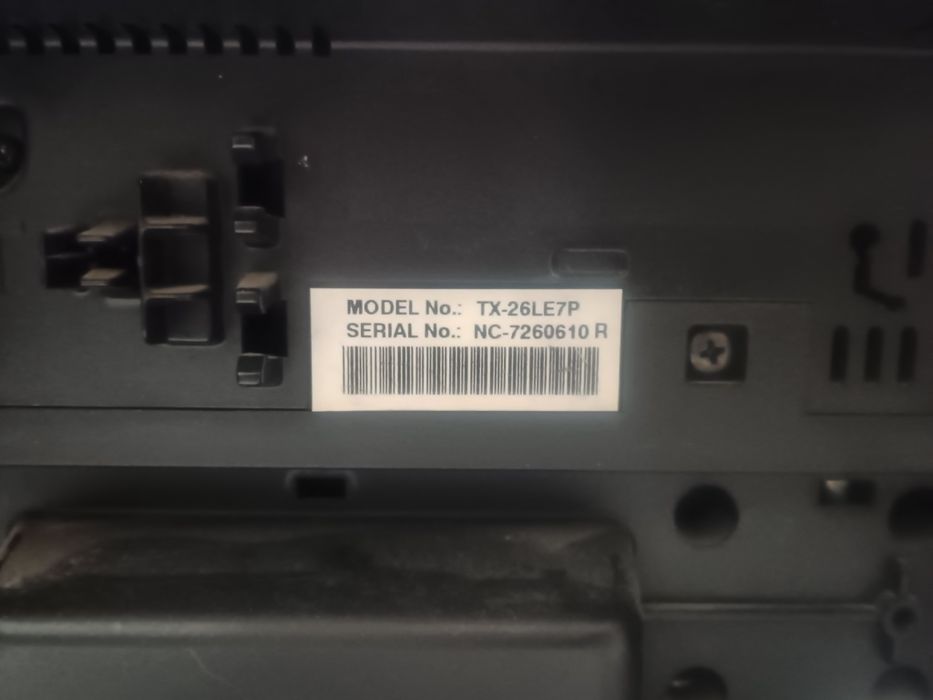 MODEL No.: TX-26LE7P
SERIAL No.: NC-7260610 R